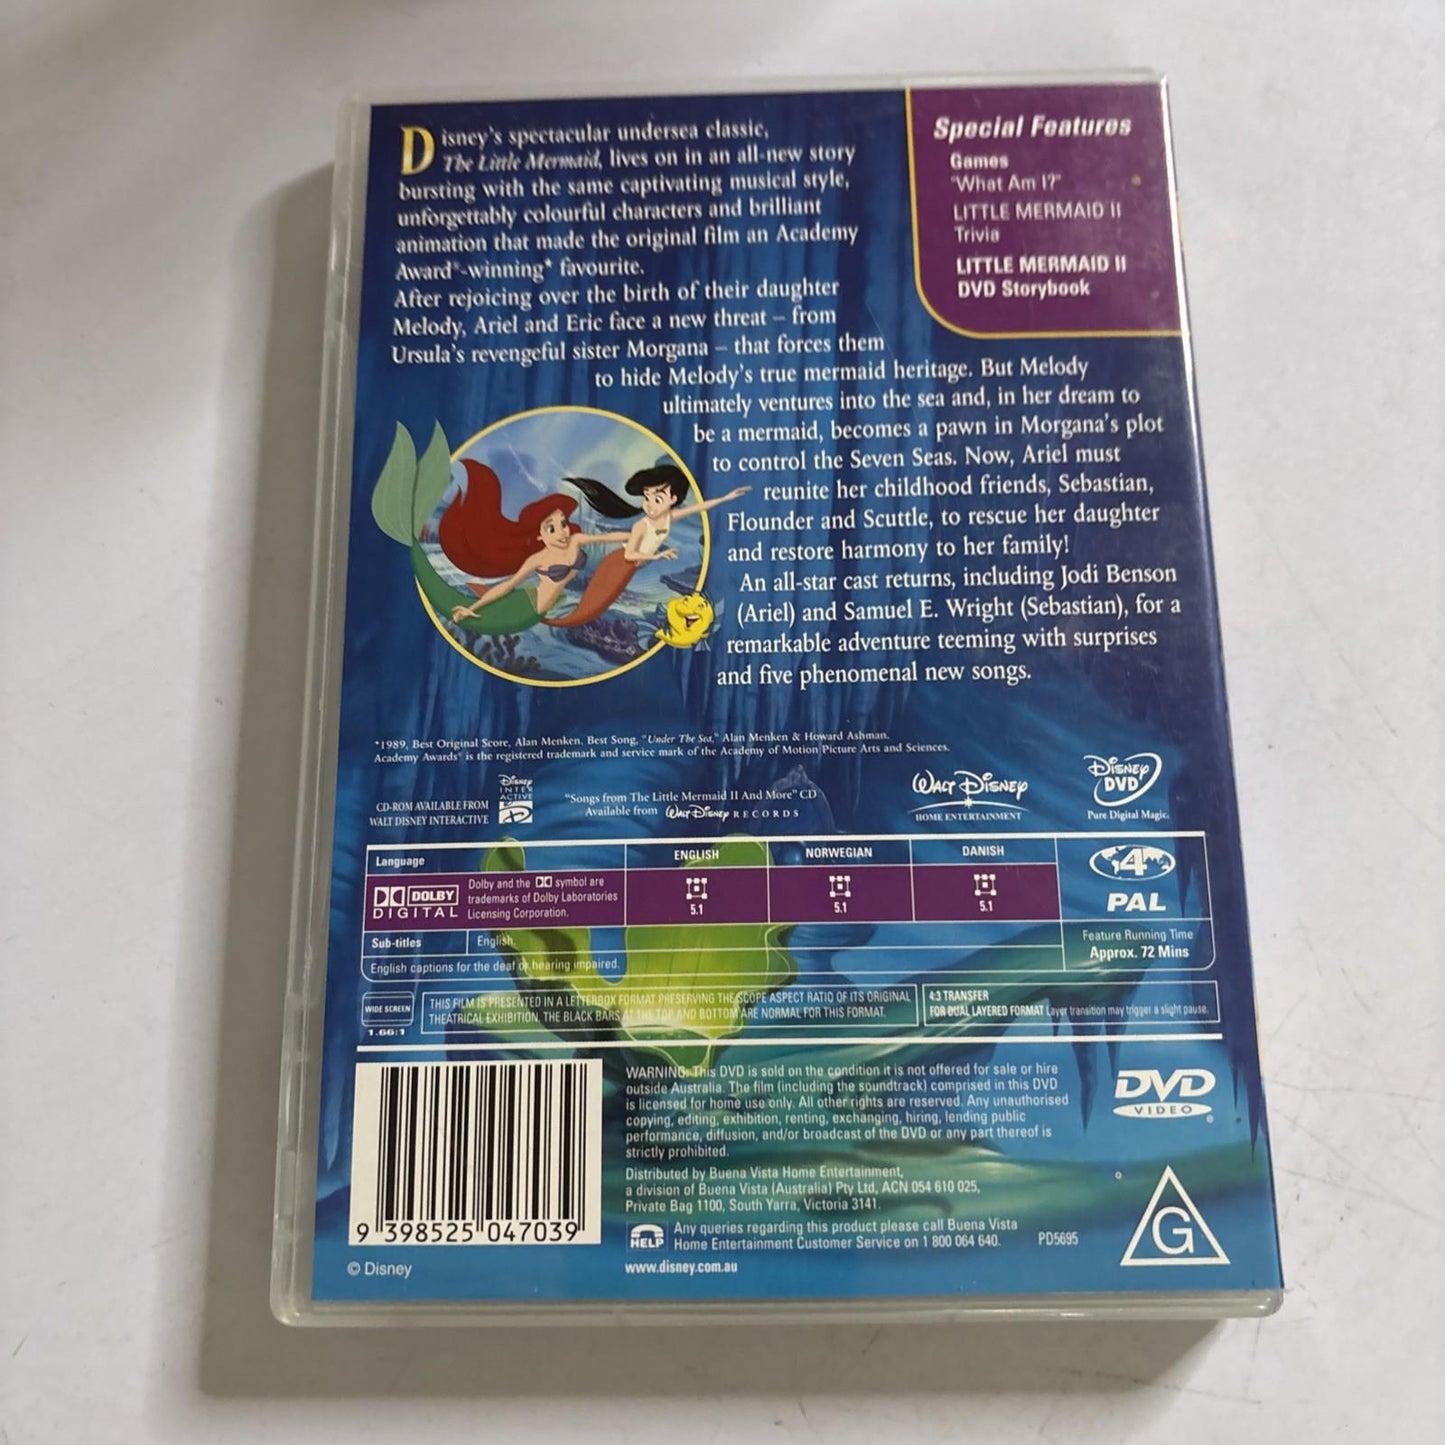 Disney's spectacular undersea classic,
The Little Mermaid, lives on in an all-new story
bursting with the same captivating musical style,
unforgettably colourful characters and brilliant
animation that made the original film an Academy
Award®-winning* favourite.
After rejoicing over the birth of their daughter
Melody, Ariel and Eric face a new threat – from
Ursula's revengeful sister Morgana – that forces them
to hide Melody's true mermaid heritage. But Melody
ultimately ventures into the sea and, in her dream to
be a mermaid, becomes a pawn in Morgana's plot
to control the Seven Seas. Now, Ariel must
reunite her childhood friends, Sebastian,
Flounder and Scuttle, to rescue her daughter
and restore harmony to her family!
An all-star cast returns, including Jodi Benson
(Ariel) and Samuel E. Wright (Sebastian), for a
remarkable adventure teeming with surprises
and five phenomenal new songs.
Special Features
Games
"What Am I?"
LITTLE MERMAID II
Trivia
LITTLE MERMAID II
DVD Storybook
*1989, Best Original Score, Alan Menken. Best Song, "Under The Sea," Alan Menken & Howard Ashman.
Academy Awards® is the registered trademark and service mark of the Academy of Motion Picture Arts and Sciences.
CD-ROM AVAILABLE FROM
WALT DISNEY INTERACTIVE
Disney
INTER
ACTIVE
"Songs from The Little Mermaid II And More" CD
Available from Walt Disney RECORDS
WALT DISNEY
HOME ENTERTAINMENT
DISNEY
DVD
Pure Digital Magic.
Language
ENGLISH
NORWEGIAN
DANISH
DOLBY
DIGITAL
Dolby and the DD symbol are
trademarks of Dolby Laboratories
Licensing Corporation.
5.1
5.1
5.1
4
PAL
Sub-titles
English.
English captions for the deaf or hearing impaired.
Feature Running Time
Approx. 72 Mins
WIDE SCREEN
1.66:1
THIS FILM IS PRESENTED IN A LETTERBOX FORMAT PRESERVING THE SCOPE ASPECT RATIO OF ITS ORIGINAL
THEATRICAL EXHIBITION. THE BLACK BARS AT THE TOP AND BOTTOM ARE NORMAL FOR THIS FORMAT.
4:3 TRANSFER
FOR DUAL LAYERED FORMAT Layer transition may trigger a slight pause.
WARNING: This DVD is sold on the condition it is not offered for sale or hire
outside Australia. The film (including the soundtrack) comprised in this DVD
is licensed for home use only. All other rights are reserved. Any unauthorised
copying, editing, exhibition, renting, exchanging, hiring, lending public
performance, diffusion, and/or broadcast of the DVD or any part thereof is
strictly prohibited.
Distributed by Buena Vista Home Entertainment,
a division of Buena Vista (Australia) Pty Ltd, ACN 054 610 025,
Private Bag 1100, South Yarra, Victoria 3141.
HELP
Any queries regarding this product please call Buena Vista
Home Entertainment Customer Service on 1 800 064 640.
PD5695
www.disney.com.au
DVD
VIDEO
G
9 398525 047039
© Disney